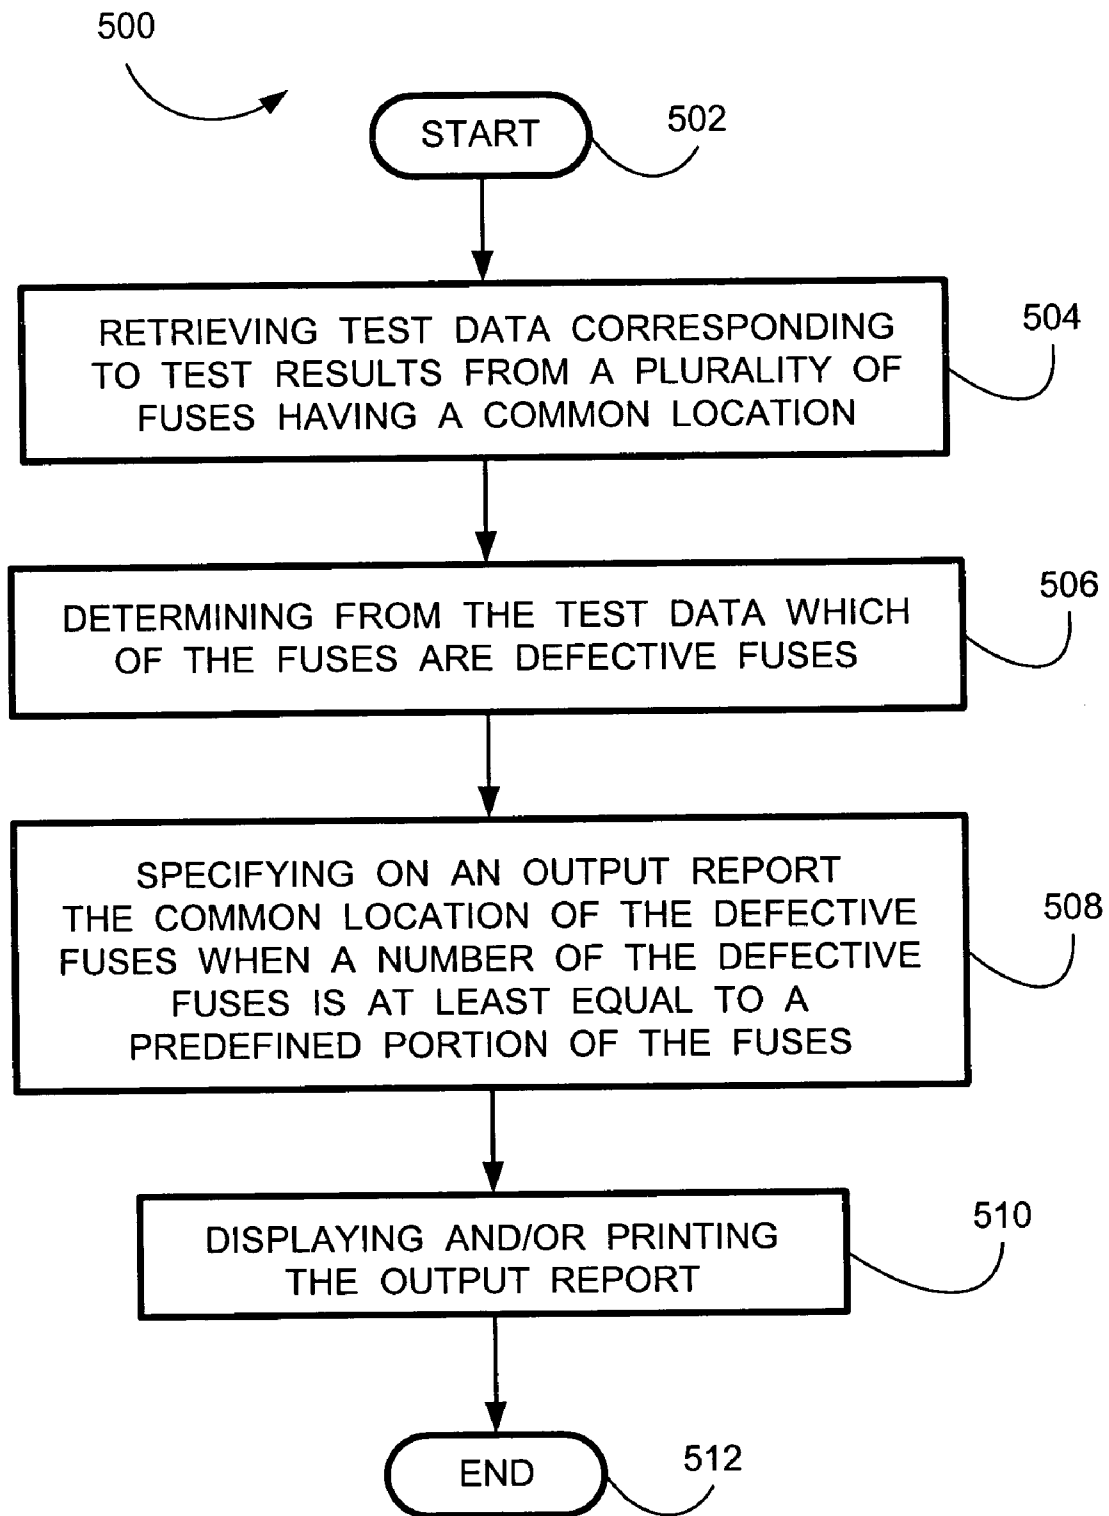 500
START
502
RETRIEVING TEST DATA CORRESPONDING
TO TEST RESULTS FROM A PLURALITY OF
FUSES HAVING A COMMON LOCATION
504
DETERMINING FROM THE TEST DATA WHICH
OF THE FUSES ARE DEFECTIVE FUSES
506
SPECIFYING ON AN OUTPUT REPORT
THE COMMON LOCATION OF THE DEFECTIVE
FUSES WHEN A NUMBER OF THE DEFECTIVE
FUSES IS AT LEAST EQUAL TO A
PREDEFINED PORTION OF THE FUSES
508
DISPLAYING AND/OR PRINTING
THE OUTPUT REPORT
510
END
512